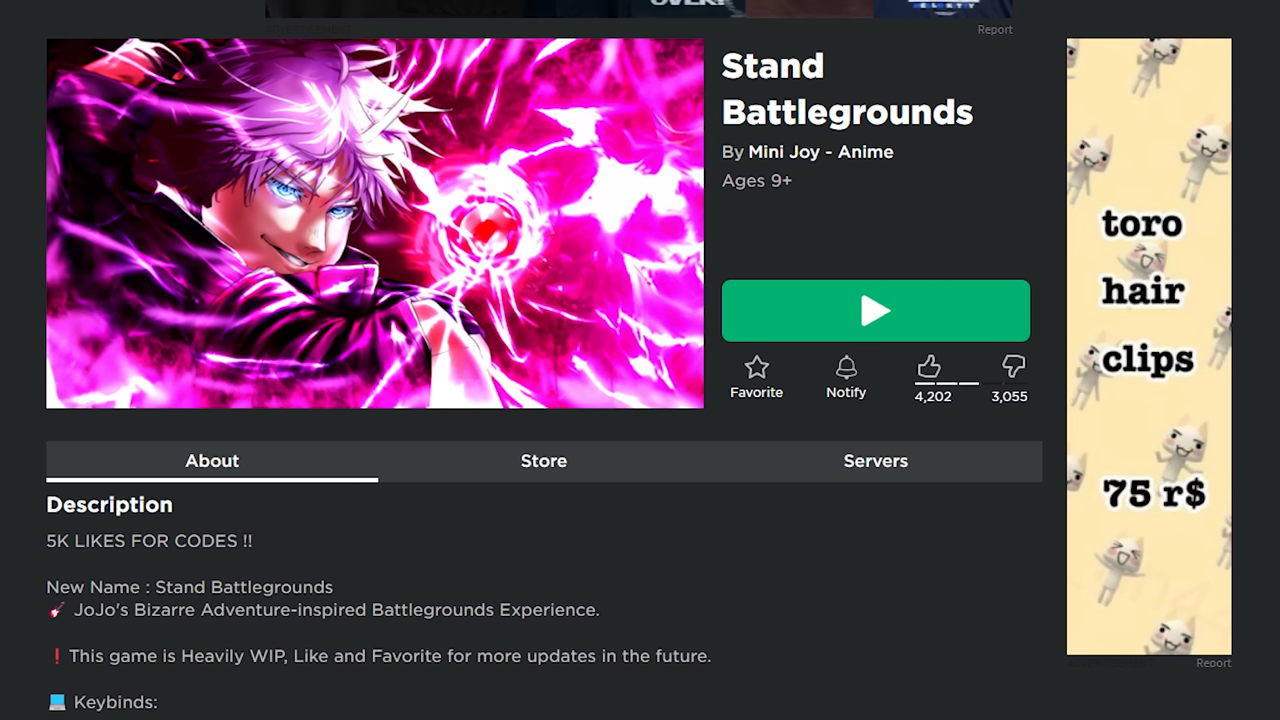 OVER!
Report
Stand
Battlegrounds
By Mini Joy - Anime
Ages 9+
Favorite
Notify
4,202
3,055
toro
hair
clips
75 r$
Report
About
Store
Servers
Description
5K LIKES FOR CODES !!
New Name : Stand Battlegrounds
🎸 JoJo's Bizarre Adventure-inspired Battlegrounds Experience.
❗This game is Heavily WIP, Like and Favorite for more updates in the future.
💻 Keybinds: